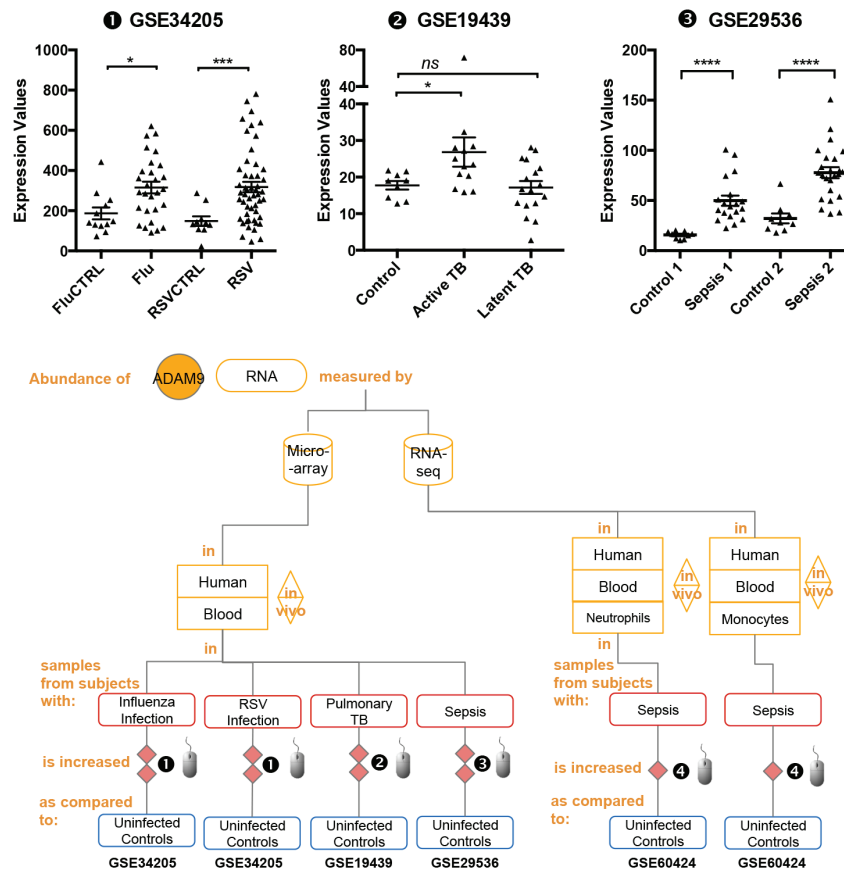 ❶ GSE34205
❷ GSE19439
❸ GSE29536
Expression Values
1000
800
600
400
200
0
*
***
FluCTRL
Flu
RSVCTRL
RSV
Expression Values
80
40
40
30
20
10
0
ns
*
Control
Active TB
Latent TB
Expression Values
200
150
100
50
0
****
****
Control 1
Sepsis 1
Control 2
Sepsis 2
Abundance of ADAM9 RNA measured by
Micro-
-array
RNA-
seq
in
in
in
Human
Blood
in
vivo
Human
Blood
Neutrophils
in
vivo
Human
Blood
Monocytes
in
vivo
in
in
samples
from subjects
with:
Influenza
Infection
RSV
Infection
Pulmonary
TB
Sepsis
samples
from subjects
with:
Sepsis
Sepsis
is increased
❶
❶
❷
❸
is increased
❹
❹
as compared
to:
Uninfected
Controls
Uninfected
Controls
Uninfected
Controls
Uninfected
Controls
as compared
to:
Uninfected
Controls
Uninfected
Controls
GSE34205
GSE34205
GSE19439
GSE29536
GSE60424
GSE60424